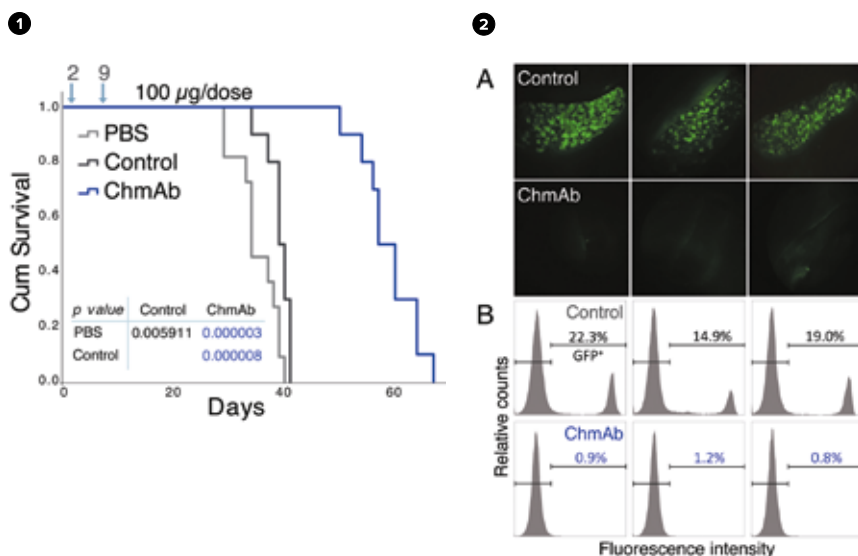 1
2 9
100 µg/dose
PBS
Control
ChmAb
Cum Survival
1.0
0.8
0.6
0.4
0.2
0.0
p value Control ChmAb
PBS 0.005911 0.000003
Control 0.000008
0 20 40 60
Days
2
A
Control
ChmAb
B
Control
22.3% 14.9% 19.0%
GFP+
ChmAb
0.9% 1.2% 0.8%
Relative counts
Fluorescence intensity